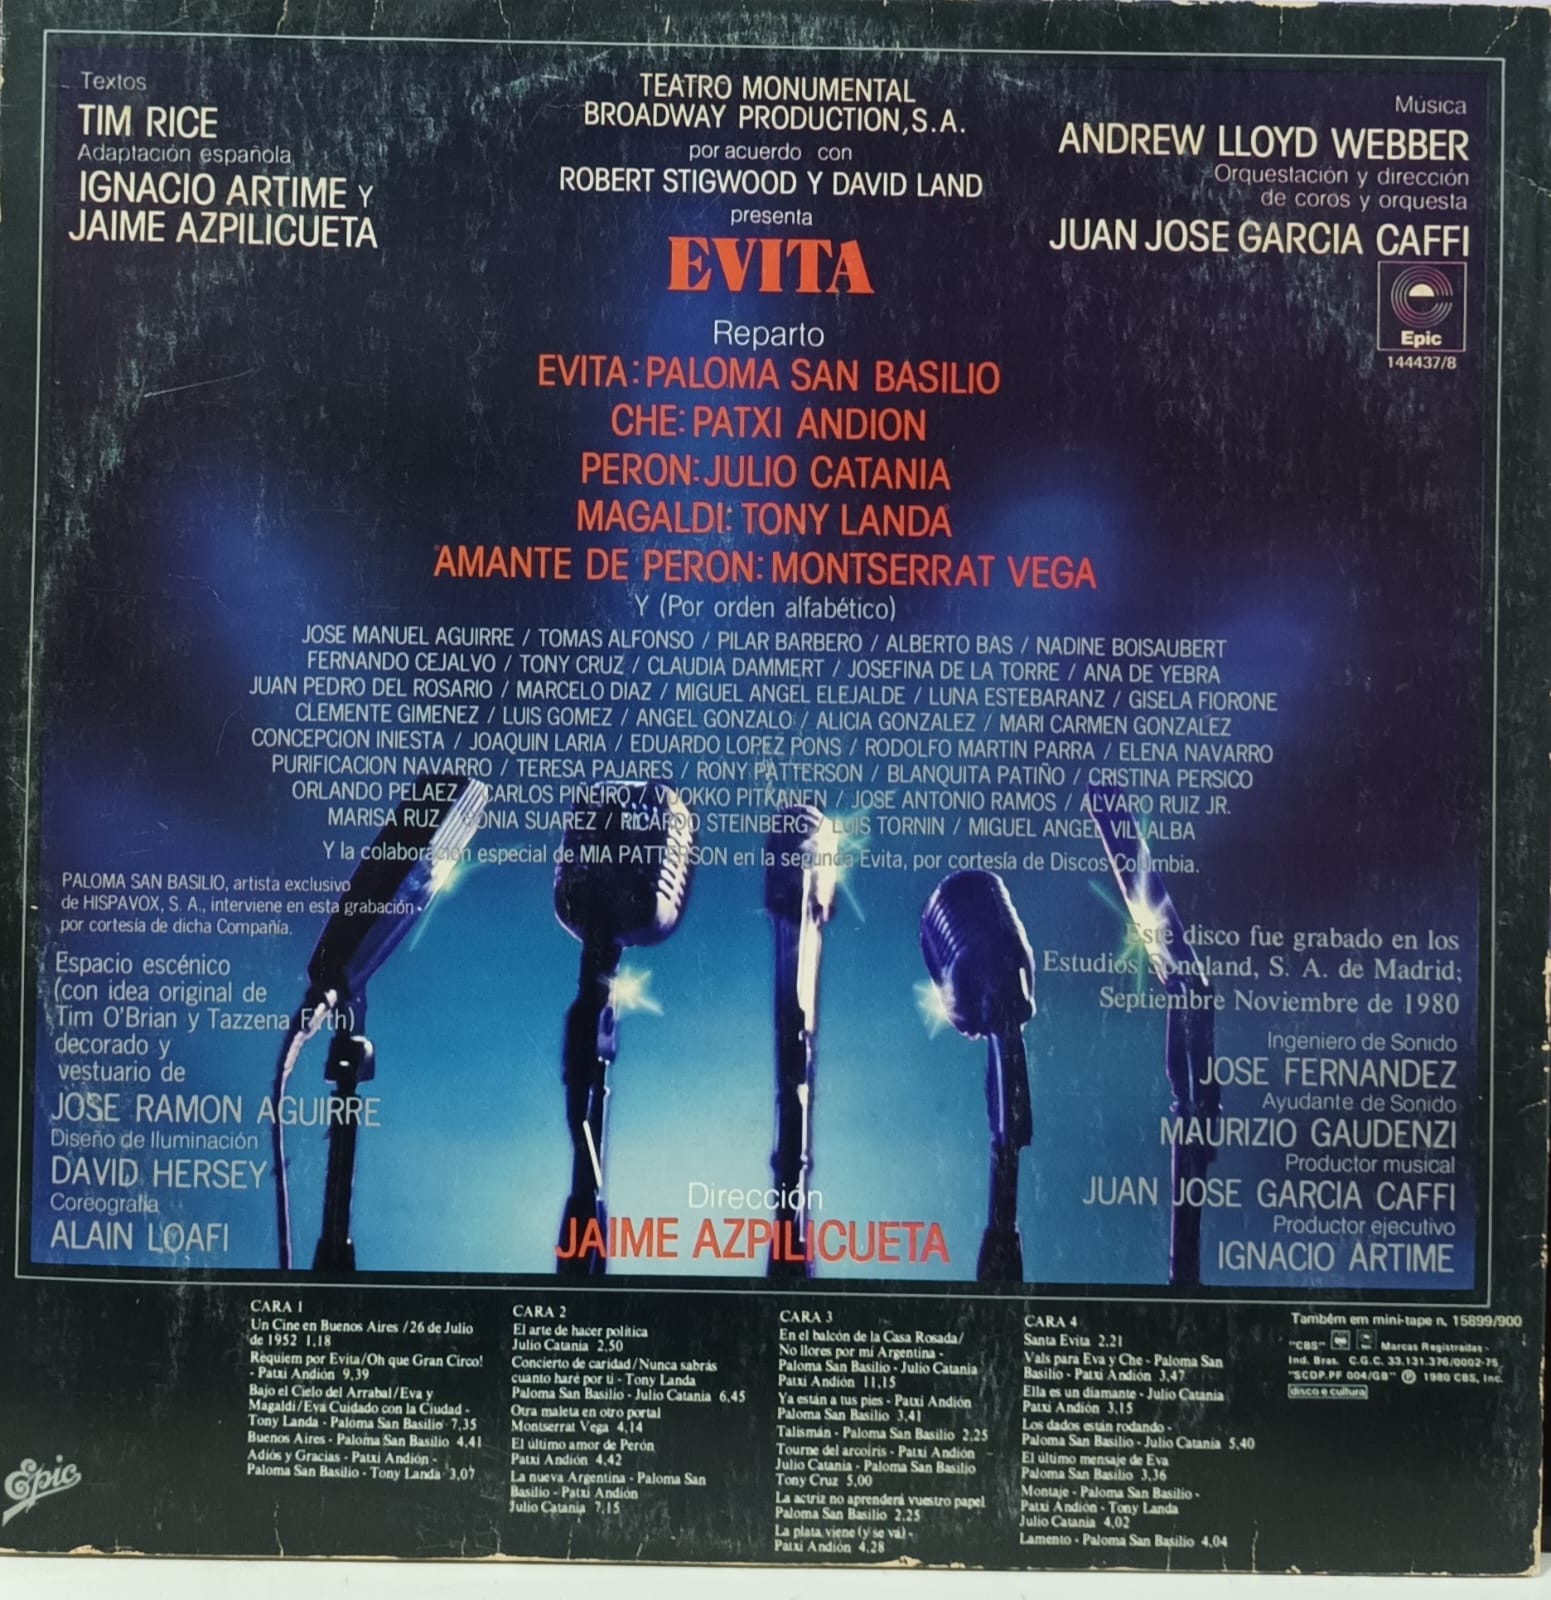 Textos
TIM RICE
Adaptación española
IGNACIO ARTIME Y
JAIME AZPILICUETA
TEATRO MONUMENTAL
BROADWAY PRODUCTION, S.A.
por acuerdo con
ROBERT STIGWOOD Y DAVID LAND
presenta
EVITA
Música
ANDREW LLOYD WEBBER
Orquestación y dirección
de coros y orquesta
JUAN JOSE GARCIA CAFFI
Epic
144437/8
Reparto
EVITA: PALOMA SAN BASILIO
CHE: PATXI ANDION
PERON: JULIO CATANIA
MAGALDI: TONY LANDA
AMANTE DE PERON: MONTSERRAT VEGA
Y (Por orden alfabético)
JOSE MANUEL AGUIRRE / TOMAS ALFONSO / PILAR BARBERO / ALBERTO BAS / NADINE BOISAUBERT
FERNANDO CEJALVO / TONY CRUZ / CLAUDIA DAMMERT / JOSEFINA DE LA TORRE / ANA DE YEBRA
JUAN PEDRO DEL ROSARIO / MARCELO DIAZ / MIGUEL ANGEL ELEJALDE / LUNA ESTEBARANZ / GISELA FIORONE
CLEMENTE GIMENEZ / LUIS GOMEZ / ANGEL GONZALO / ALICIA GONZALEZ / MARI CARMEN GONZALEZ
CONCEPCION INIESTA / JOAQUIN LARIA / EDUARDO LOPEZ PONS / RODOLFO MARTIN PARRA / ELENA NAVARRO
PURIFICACION NAVARRO / TERESA PAJARES / RONY PATTERSON / BLANQUITA PATIÑO / CRISTINA PERSICO
ORLANDO PELAEZ / CARLOS PIÑEIRO / VUOKKO PITKANEN / JOSE ANTONIO RAMOS / ALVARO RUIZ JR.
MARISA RUZ / SONIA SUAREZ / RICARDO STEINBERG / LUIS TORNIN / MIGUEL ANGEL VILLALBA
Y la colaboración especial de MIA PATTERSON en la segunda Evita, por cortesía de Discos Columbia.
PALOMA SAN BASILIO, artista exclusivo
de HISPAVOX, S. A., interviene en esta grabación
por cortesía de dicha Compañía.
Espacio escénico
(con idea original de
Tim O'Brian y Tazzena Firth)
decorado y
vestuario de
JOSE RAMON AGUIRRE
Diseño de Iluminación
DAVID HERSEY
Coreografía
ALAIN LOAFI
Dirección
JAIME AZPILICUETA
Este disco fue grabado en los
Estudios Sonoland, S. A. de Madrid;
Septiembre Noviembre de 1980
Ingeniero de Sonido
JOSE FERNANDEZ
Ayudante de Sonido
MAURIZIO GAUDENZI
Productor musical
JUAN JOSE GARCIA CAFFI
Productor ejecutivo
IGNACIO ARTIME
Epic
CARA 1
Un Cine en Buenos Aires /26 de Julio
de 1952 1,18
Requiem por Evita/Oh que Gran Circo!
- Patxi Andión 9,39
Bajo el Cielo del Arrabal/Eva y
Magaldi/Eva Cuidado con la Ciudad -
Tony Landa - Paloma San Basilio 7,35
Buenos Aires - Paloma San Basilio 4,41
Adiós y Gracias - Patxi Andión -
Paloma San Basilio - Tony Landa 3,07
CARA 2
El arte de hacer política
Julio Catania 2,50
Concierto de caridad/Nunca sabrás
cuanto haré por ti - Tony Landa
Paloma San Basilio - Julio Catania 6,45
Otra maleta en otro portal
Montserrat Vega 4,14
El último amor de Perón
Patxi Andión 4,42
La nueva Argentina - Paloma San
Basilio - Patxi Andión
Julio Catania 7,15
CARA 3
En el balcón de la Casa Rosada/
No llores por mi Argentina -
Paloma San Basilio - Julio Catania
Patxi Andión 11,15
Ya están a tus pies - Patxi Andión
Paloma San Basilio 3,41
Talismán - Paloma San Basilio 2,25
Tourne del arcoíris - Patxi Andión
Julio Catania - Paloma San Basilio
Tony Cruz 5,00
La actriz no aprenderá vuestro papel
Paloma San Basilio 2,25
La plata viene (y se va) -
Patxi Andión 4,28
CARA 4
Santa Evita 2,21
Vals para Eva y Che - Paloma San
Basilio - Patxi Andión 3,47
Ella es un diamante - Julio Catania
Patxi Andión 3,15
Los dados están rodando -
Paloma San Basilio - Julio Catania 5,40
El último mensaje de Eva
Paloma San Basilio 3,36
Montaje - Paloma San Basilio -
Patxi Andión - Tony Landa
Julio Catania 4,02
Lamento - Paloma San Basilio 4,04
Também em mini-tape n. 15899/900
"CBS" Marcas Registradas -
Ind. Bras. C.G.C. 33.131.376/0002-75
"SCDP.PF 004/GB" Ⓟ 1980 CBS, Inc.
disco é cultura